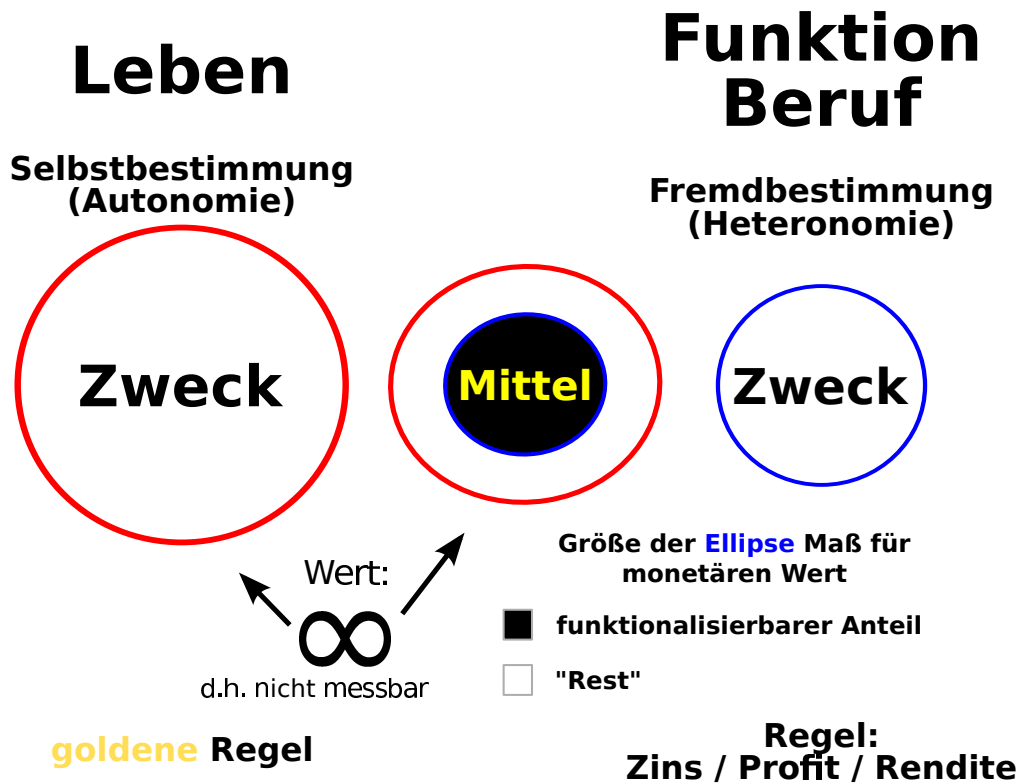 Leben
Funktion
Beruf
Selbstbestimmung
(Autonomie)
Fremdbestimmung
(Heteronomie)
Zweck
Mittel
Zweck
Größe der Ellipse Maß für
monetären Wert
Wert:
∞
d.h. nicht messbar
funktionalisierbarer Anteil
"Rest"
goldene Regel
Regel:
Zins / Profit / Rendite